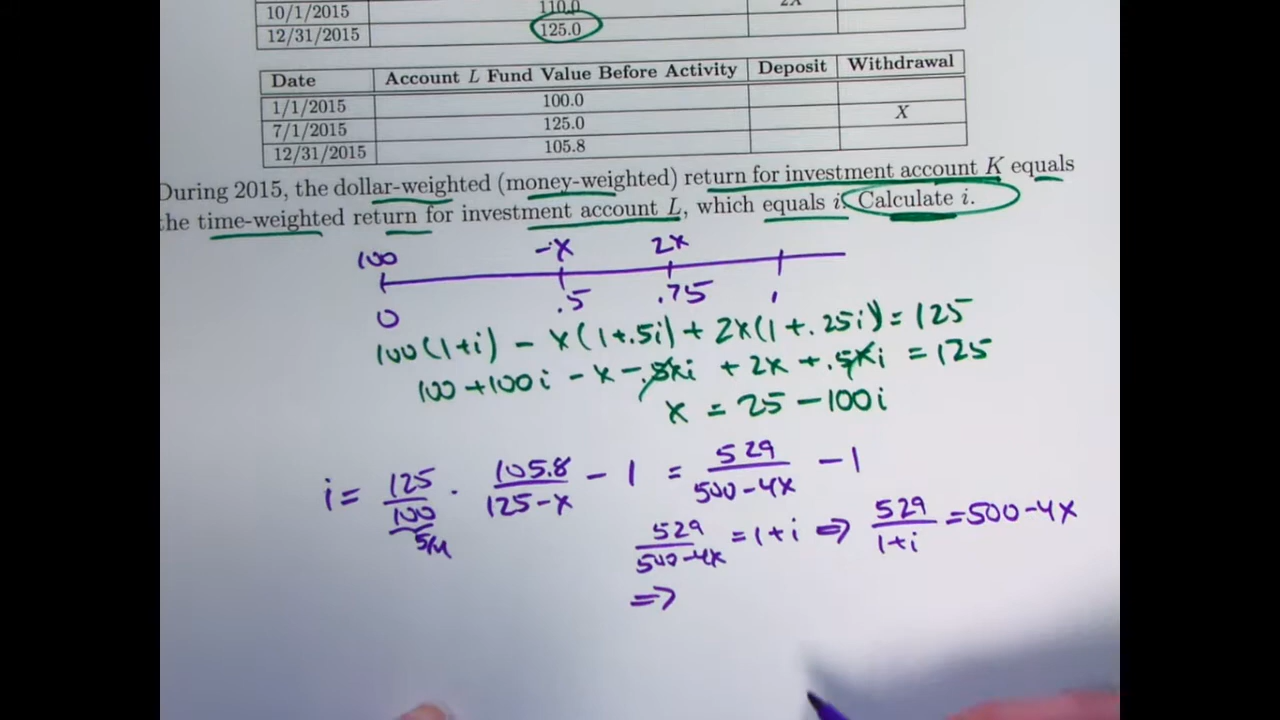 10/1/2015 110.0 2X
12/31/2015 125.0
Date Account L Fund Value Before Activity Deposit Withdrawal
1/1/2015 100.0
7/1/2015 125.0 X
12/31/2015 105.8
During 2015, the dollar-weighted (money-weighted) return for investment account K equals
the time-weighted return for investment account L, which equals i. Calculate i.
100 -X 2X
0 .5 .75 1
100(1+i) - X(1+.5i) + 2X(1+.25i) = 125
100+100i - X - .5Xi + 2X + .5Xi = 125
X = 25 - 100i
i = 125/100 · 105.8/125-X - 1 = 529/500-4X - 1
5/4
529/500-4X = 1+i ⇒ 529/1+i = 500-4X
⇒